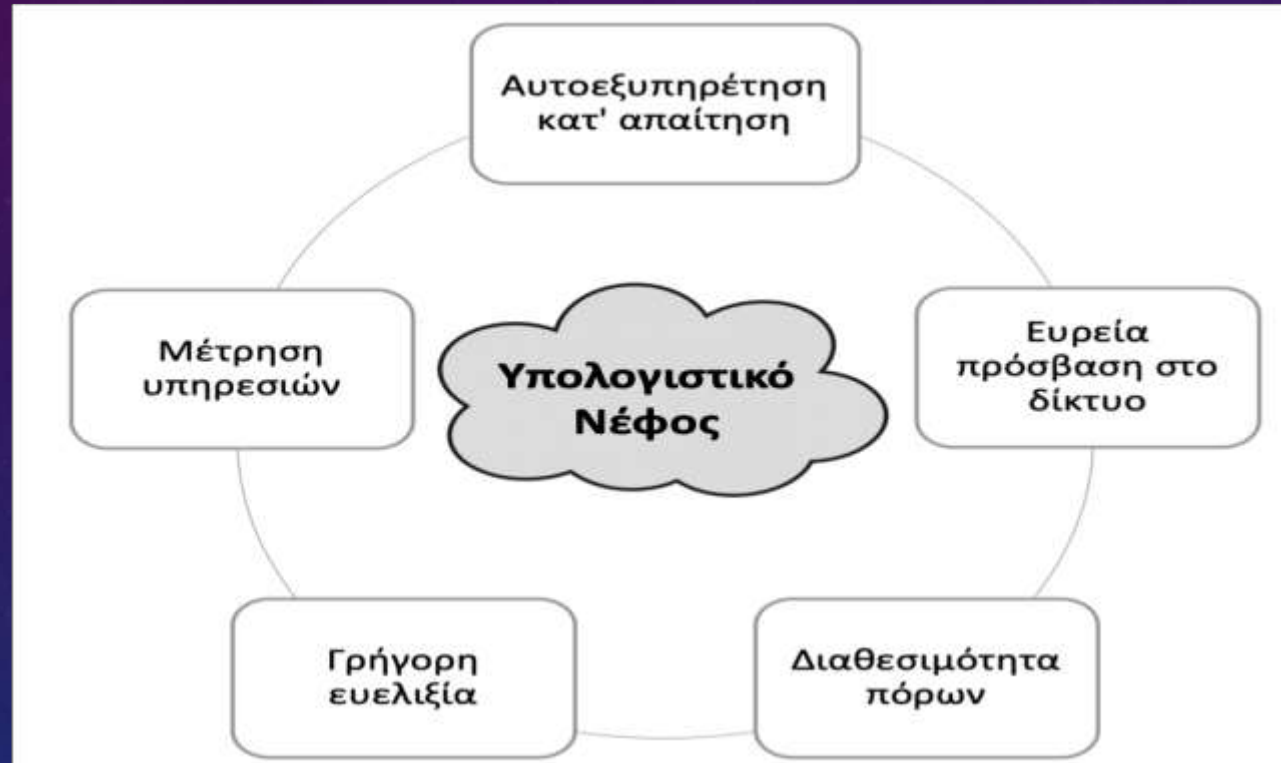 Αυτοεξυπηρέτηση
κατ' απαίτηση
Μέτρηση
υπηρεσιών
Υπολογιστικό
Νέφος
Ευρεία
πρόσβαση στο
δίκτυο
Γρήγορη
ευελιξία
Διαθεσιμότητα
πόρων